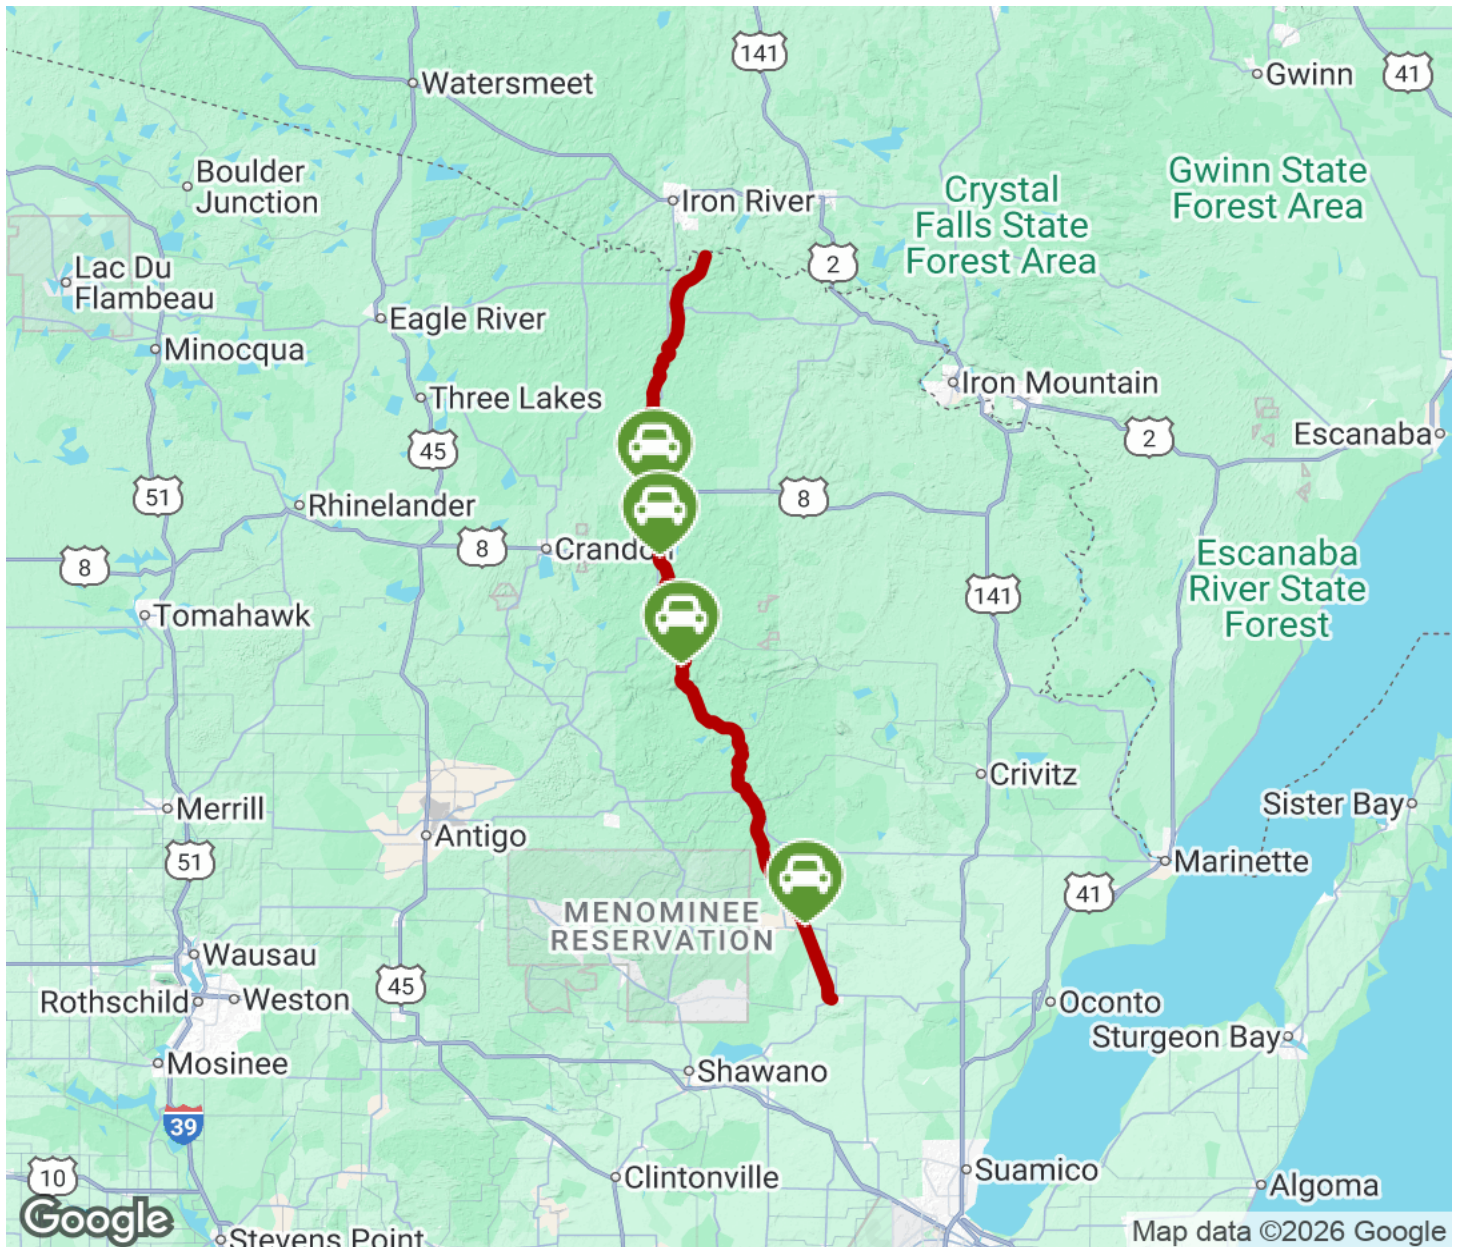 141
Gwinn
41
Watersmeet
Boulder
Junction
Gwinn State
Forest Area
Crystal
Falls State
Forest Area
Iron River
2
Lac Du
Flambeau
Eagle River
Minocqua
Iron Mountain
Three Lakes
Escanaba
2
45
51
8
Rhinelander
8
Crandon
8
Escanaba
River State
Forest
141
Tomahawk
Crivitz
Sister Bay
Merrill
Antigo
51
Marinette
41
MENOMINEE
RESERVATION
Wausau
45
Rothschild
Weston
Oconto
Sturgeon Bay
Mosinee
Shawano
39
10
Clintonville
Suamico
Algoma
Google
Stevens Point
Map data ©2026 Google